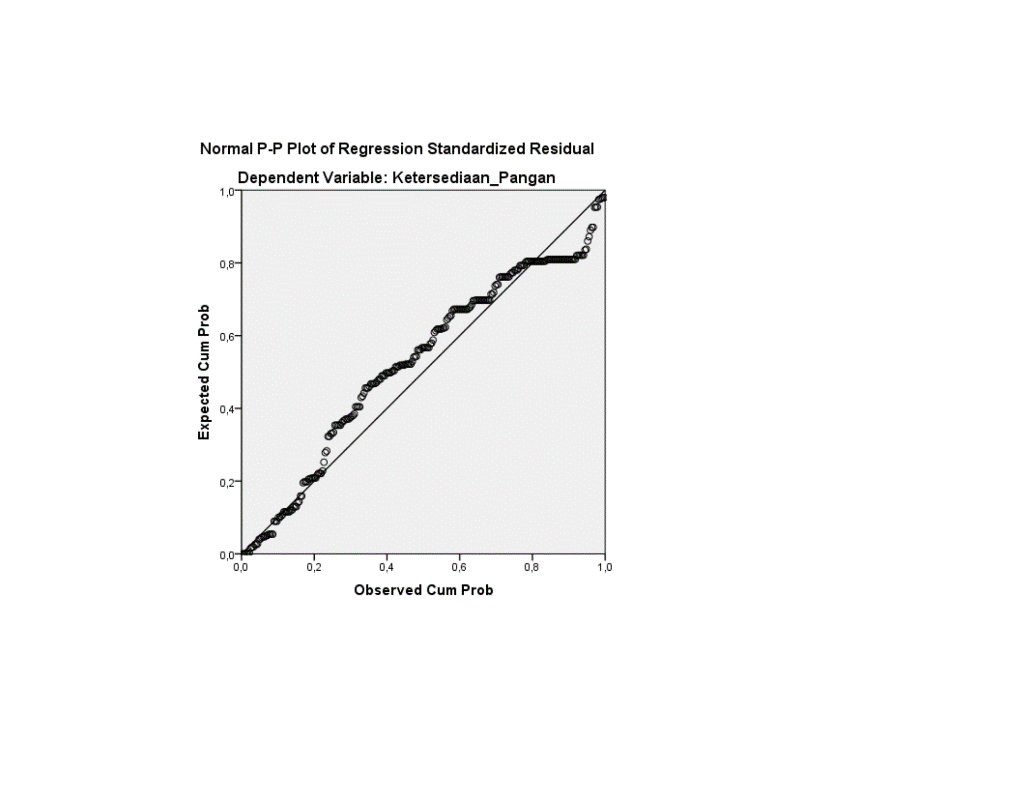 Normal P-P Plot of Regression Standardized Residual
Dependent Variable: Ketersediaan_Pangan
1,0
0,8
0,6
0,4
0,2
0,0
Expected Cum Prob
0,0 0,2 0,4 0,6 0,8 1,0
Observed Cum Prob